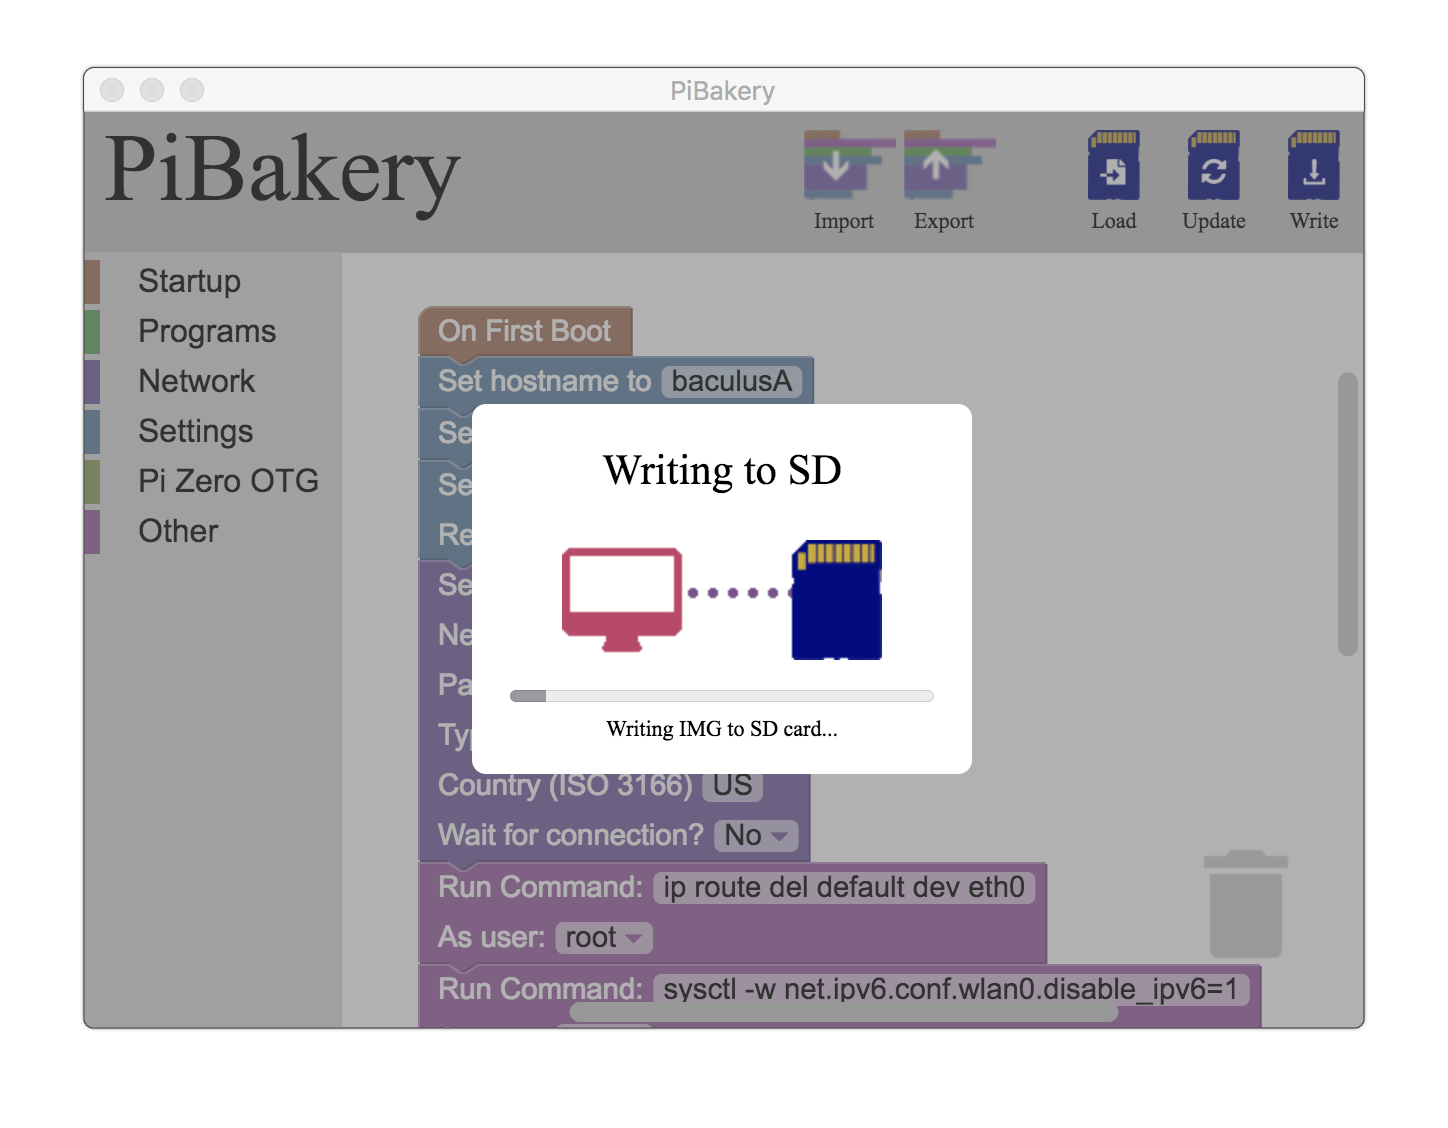 PiBakery
PiBakery
Import
Export
Load
Update
Write
Startup
Programs
Network
Settings
Pi Zero OTG
Other
On First Boot
Set hostname to baculusA
Se
Se
Re
Se
Ne
Pa
Ty
Writing to SD
Writing IMG to SD card...
Country (ISO 3166) US
Wait for connection? No
Run Command: ip route del default dev eth0
As user: root
Run Command: sysctl -w net.ipv6.conf.wlan0.disable_ipv6=1